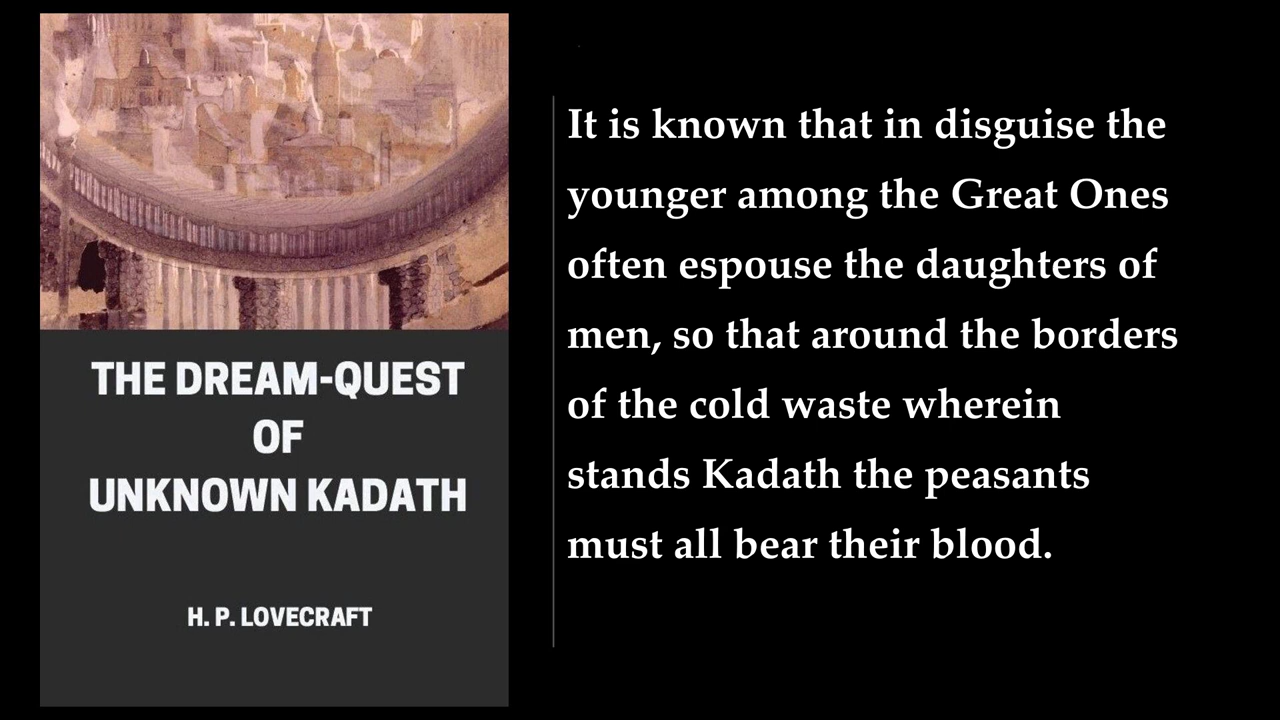 THE DREAM-QUEST
OF
UNKNOWN KADATH
H. P. LOVECRAFT
It is known that in disguise the
younger among the Great Ones
often espouse the daughters of
men, so that around the borders
of the cold waste wherein
stands Kadath the peasants
must all bear their blood.